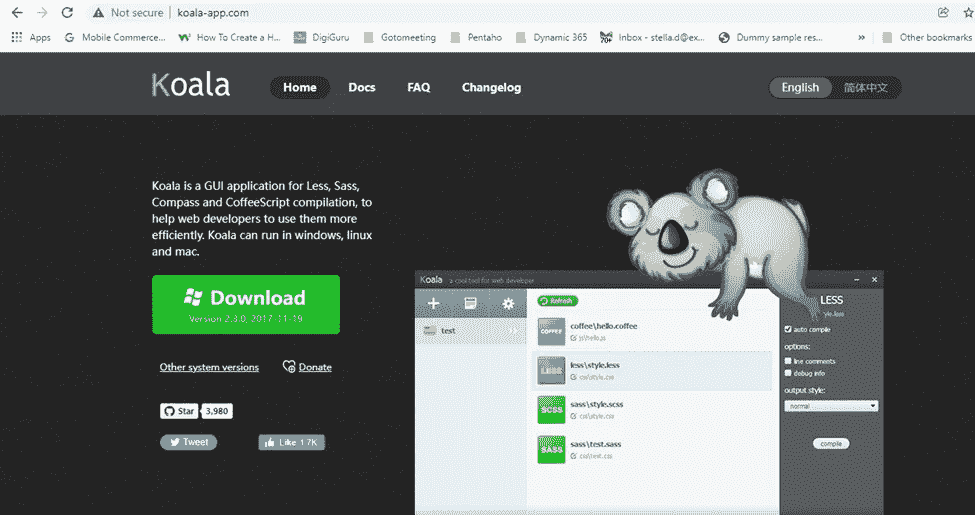 Not secure
koala-app.com
Apps
Mobile Commerce...
How To Create a H...
DigiGuru
Gotomeeting
Pentaho
Dynamic 365
Inbox - stella.d@ex...
Dummy sample res...
»
Other bookmarks
Koala
Home
Docs
FAQ
Changelog
English
简体中文
Koala is a GUI application for Less, Sass,
Compass and CoffeeScript compilation, to
help web developers to use them more
efficiently. Koala can run in windows, linux
and mac.
Download
Version 2.3.0, 2017-11-19
Other system versions
Donate
Star
3,980
Tweet
Like 1.7K
Koala a cool tool for web developer
test
Refresh
COFFEE
coffee\hello.coffee
js\hello.js
LESS
less\style.less
css\style.css
SCSS
sass\style.scss
css\style.css
SASS
sass\test.sass
css\test.css
LESS
auto compile
options:
line comments
debug info
output style:
normal
compile